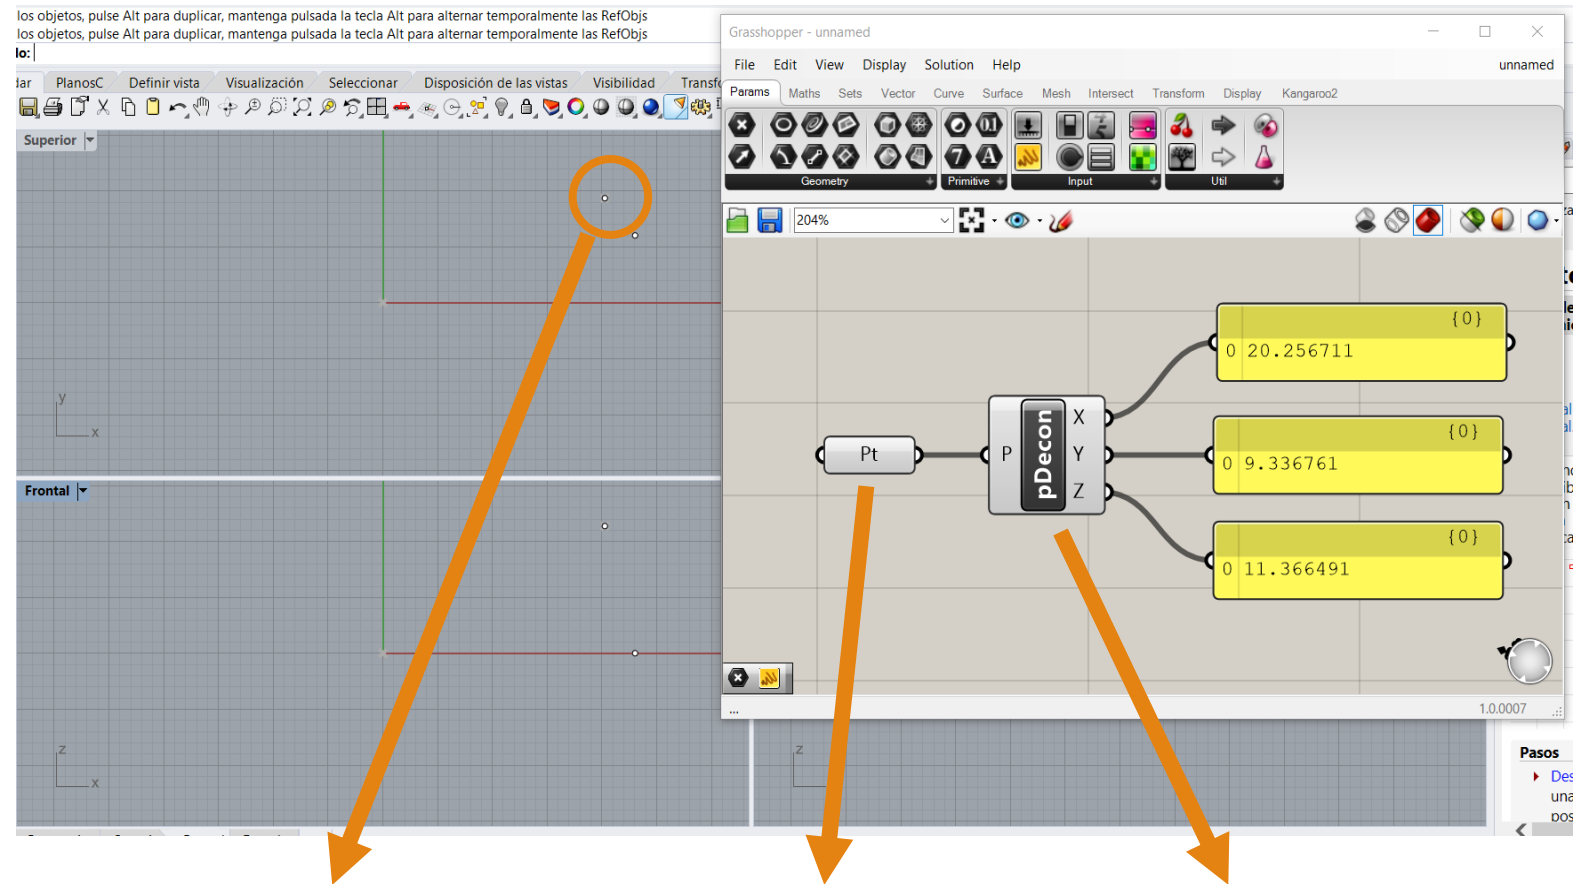 los objetos, pulse Alt para duplicar, mantenga pulsada la tecla Alt para alternar temporalmente las RefObjs
los objetos, pulse Alt para duplicar, mantenga pulsada la tecla Alt para alternar temporalmente las RefObjs
lo:
dar PlanosC Definir vista Visualización Seleccionar Disposición de las vistas Visibilidad Transfo
Superior
y
x
Frontal
z
x
z
Grasshopper - unnamed
File Edit View Display Solution Help unnamed
Params Maths Sets Vector Curve Surface Mesh Intersect Transform Display Kangaroo2
Geometry Primitive Input Util
204%
{0}
0 20.256711
{0}
0 9.336761
{0}
0 11.366491
Pt
P pDecon X Y Z
...
1.0.0007
Pasos
Des
una
pos